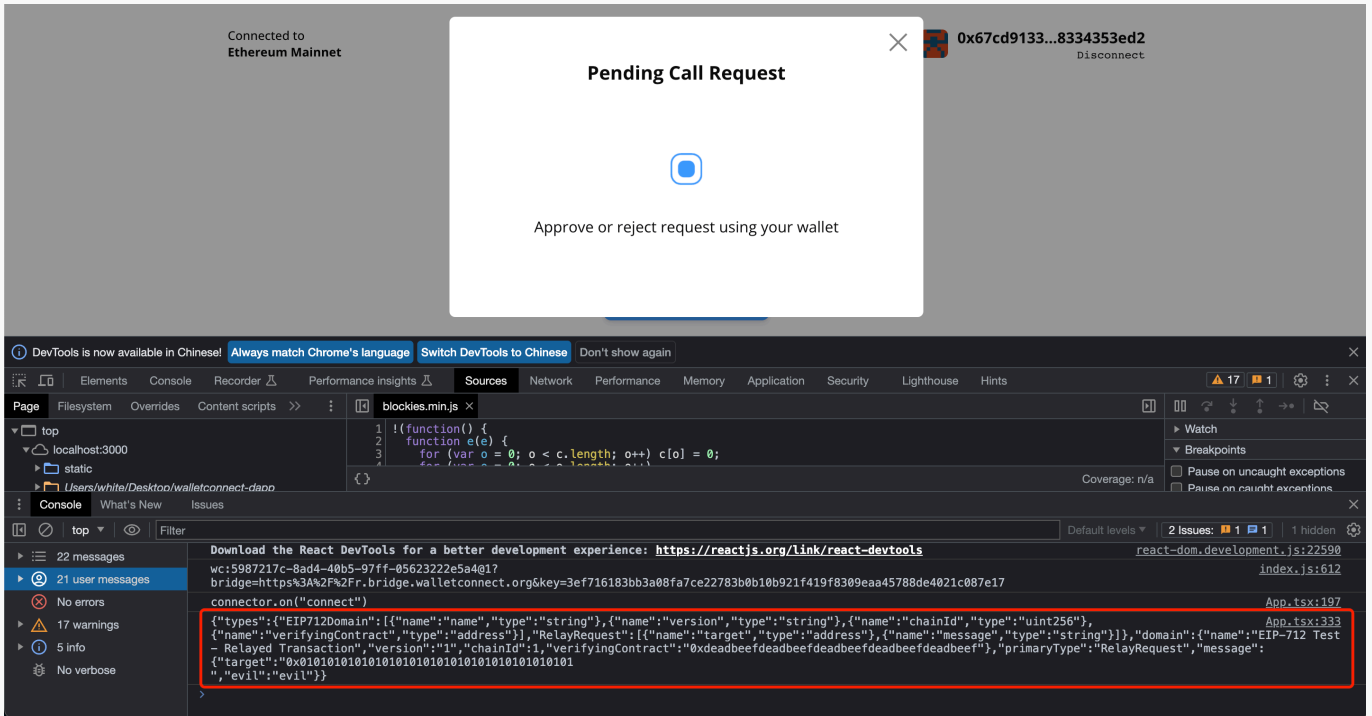 Connected to
Ethereum Mainnet
0x67cd9133...8334353ed2
Disconnect
Pending Call Request
Approve or reject request using your wallet
DevTools is now available in Chinese! Always match Chrome's language Switch DevTools to Chinese Don't show again
Elements Console Recorder Performance insights Sources Network Performance Memory Application Security Lighthouse Hints 17 1
Page Filesystem Overrides Content scripts blockies.min.js
top
localhost:3000
static
Users/white/Desktop/walletconnect-dapp
1 !(function() {
2 function e(e) {
3 for (var o = 0; o < c.length; o++) c[o] = 0;
{} Coverage: n/a
Watch
Breakpoints
Pause on uncaught exceptions
Pause on caught exceptions
Console What's New Issues
top Filter Default levels 2 Issues: 1 1 1 hidden
22 messages
21 user messages
No errors
17 warnings
5 info
No verbose
Download the React DevTools for a better development experience: https://reactjs.org/link/react-devtools react-dom.development.js:22590
wc:5987217c-8ad4-40b5-97ff-05623222e5a4@1? index.js:612
bridge=https%3A%2F%2Fr.bridge.walletconnect.org&key=3ef716183bb3a08fa7ce22783b0b10b921f419f8309eaa45788de4021c087e17
connector.on("connect") App.tsx:197
{"types":{"EIP712Domain":[{"name":"name","type":"string"},{"name":"version","type":"string"},{"name":"chainId","type":"uint256"}, App.tsx:333
{"name":"verifyingContract","type":"address"}],"RelayRequest":[{"name":"target","type":"address"},{"name":"message","type":"string"}]},"domain":{"name":"EIP-712 Test
– Relayed Transaction","version":"1","chainId":1,"verifyingContract":"0xdeadbeefdeadbeefdeadbeefdeadbeefdeadbeef"},"primaryType":"RelayRequest","message":
{"target":"0x0101010101010101010101010101010101010101
","evil":"evil"}}